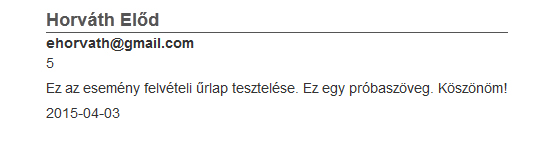 Horváth Előd
ehorvath@gmail.com
5
Ez az esemény felvételi űrlap tesztelése. Ez egy próbaszöveg. Köszönöm!
2015-04-03